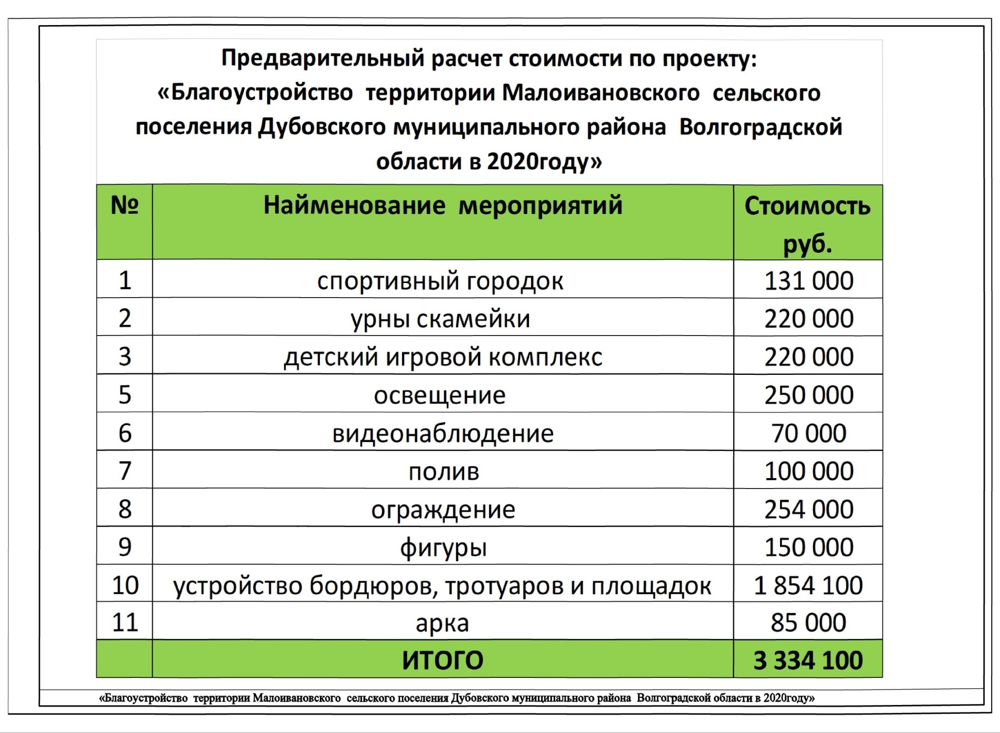 Предварительный расчет стоимости по проекту:
«Благоустройство территории Малоивановского сельского
поселения Дубовского муниципального района Волгоградской
области в 2020году»
№ Найменование мероприятий Стоимость
руб.
1 спортивный городок 131 000
2 урны скамейки 220 000
3 детский игровой комплекс 220 000
5 освещение 250 000
6 видеонаблюдение 70 000
7 полив 100 000
8 ограждение 254 000
9 фигуры 150 000
10 устройство бордюров, тротуаров и площадок 1 854 100
11 арка 85 000
ИТОГО 3 334 100
«Благоустройство территории Малоивановского сельского поселения Дубовского муниципального района Волгоградской области в 2020году»